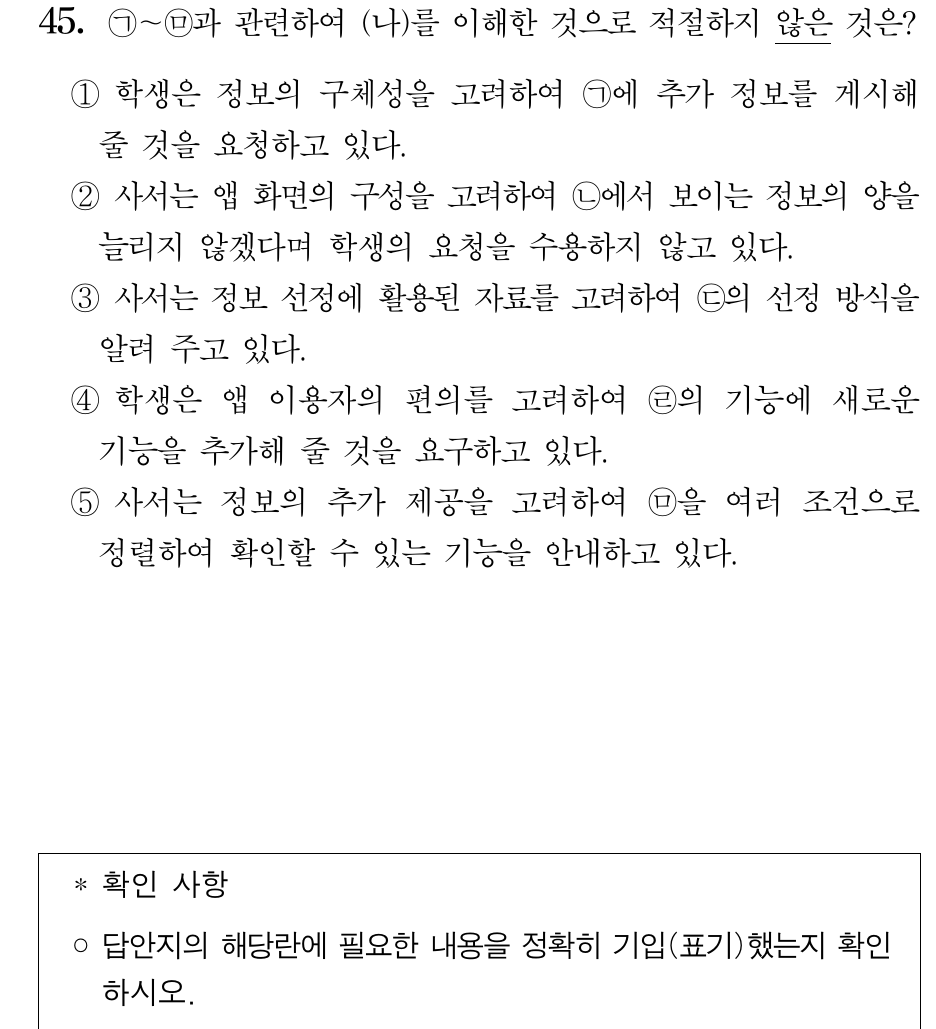 45. ㉠~㉤과 관련하여 (나)를 이해한 것으로 적절하지 않은 것은?
① 학생은 정보의 구체성을 고려하여 ㉠에 추가 정보를 게시해
줄 것을 요청하고 있다.
② 사서는 앱 화면의 구성을 고려하여 ㉡에서 보이는 정보의 양을
늘리지 않겠다며 학생의 요청을 수용하지 않고 있다.
③ 사서는 정보 선정에 활용된 자료를 고려하여 ㉢의 선정 방식을
알려 주고 있다.
④ 학생은 앱 이용자의 편의를 고려하여 ㉣의 기능에 새로운
기능을 추가해 줄 것을 요구하고 있다.
⑤ 사서는 정보의 추가 제공을 고려하여 ㉤을 여러 조건으로
정렬하여 확인할 수 있는 기능을 안내하고 있다.
* 확인 사항
○ 답안지의 해당란에 필요한 내용을 정확히 기입(표기)했는지 확인
하시오.